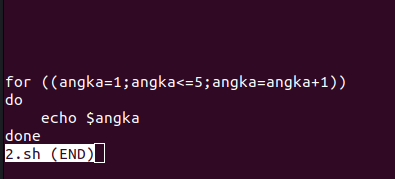 for ((angka=1;angka<=5;angka=angka+1))
do
    echo $angka
done
2.sh (END)